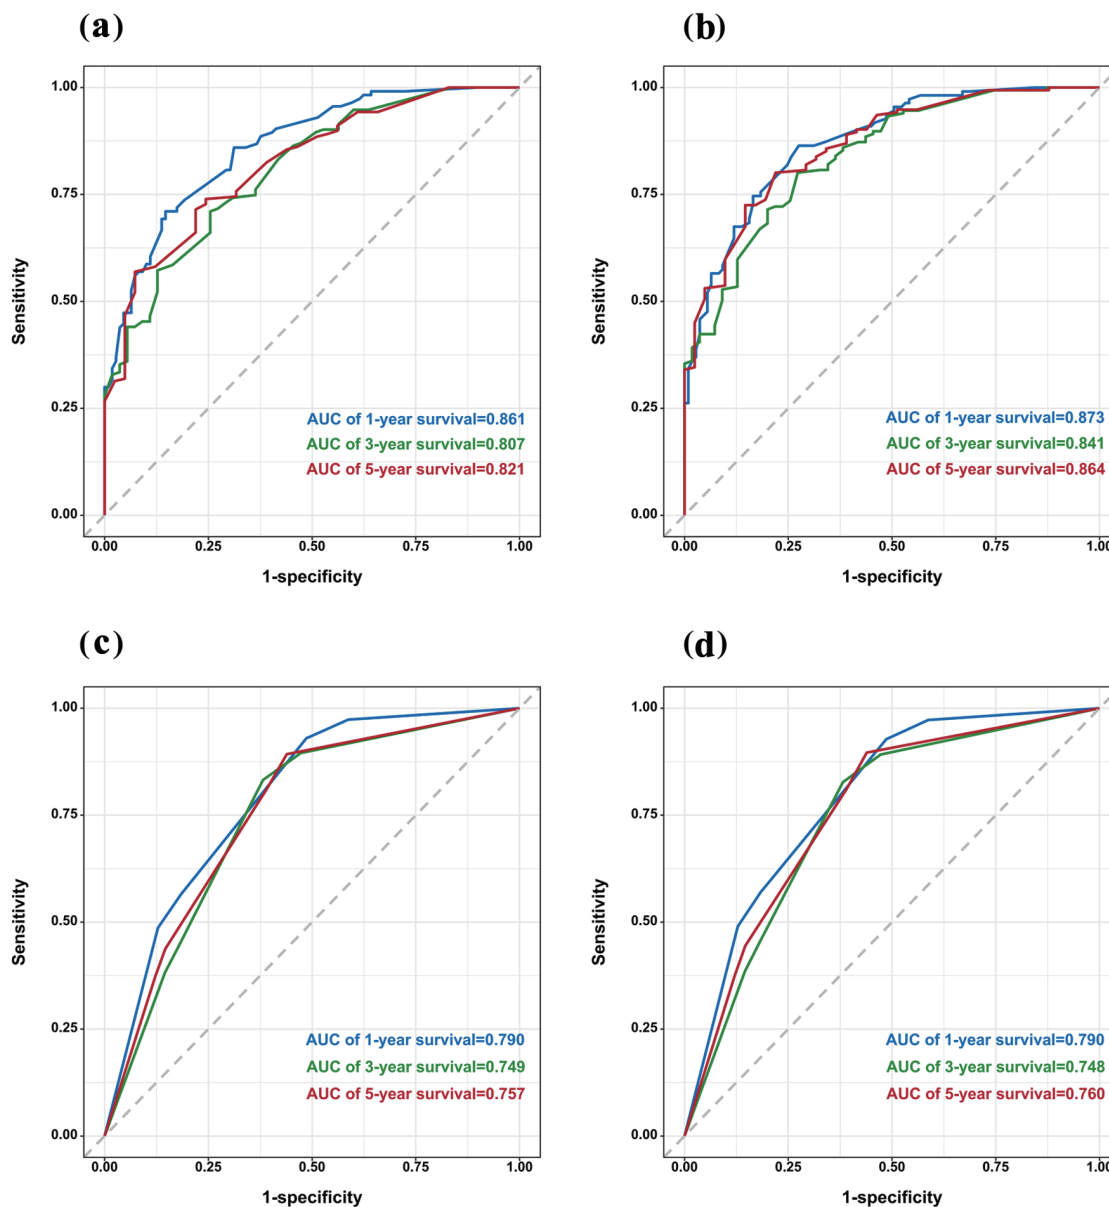 (a)
Sensitivity
1.00
0.75
0.50
0.25
0.00
AUC of 1-year survival=0.861
AUC of 3-year survival=0.807
AUC of 5-year survival=0.821
0.00 0.25 0.50 0.75 1.00
1-specificity
(b)
Sensitivity
1.00
0.75
0.50
0.25
0.00
AUC of 1-year survival=0.873
AUC of 3-year survival=0.841
AUC of 5-year survival=0.864
0.00 0.25 0.50 0.75 1.00
1-specificity
(c)
Sensitivity
1.00
0.75
0.50
0.25
0.00
AUC of 1-year survival=0.790
AUC of 3-year survival=0.749
AUC of 5-year survival=0.757
0.00 0.25 0.50 0.75 1.00
1-specificity
(d)
Sensitivity
1.00
0.75
0.50
0.25
0.00
AUC of 1-year survival=0.790
AUC of 3-year survival=0.748
AUC of 5-year survival=0.760
0.00 0.25 0.50 0.75 1.00
1-specificity